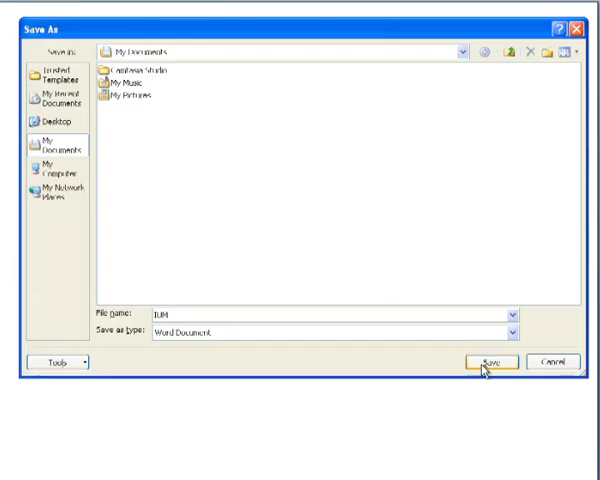 Save As
Save in:
My Documents
Trusted
Templates
My Recent
Documents
Desktop
My
Documents
My
Computer
My Network
Places
Camtasia Studio
My Music
My Pictures
File name:
IUM
Save as type:
Word Document
Tools
Save
Cancel